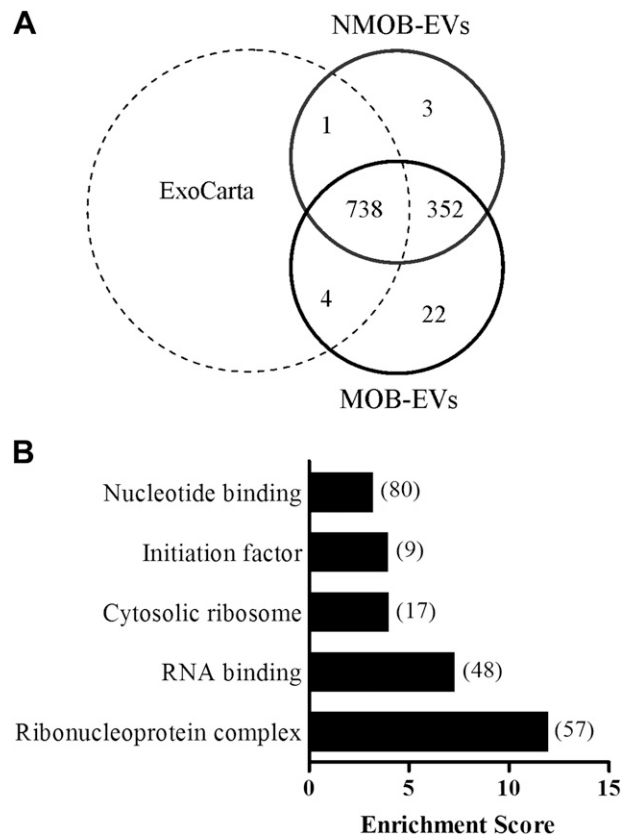 A
NMOB-EVs
1
3
ExoCarta
738
352
4
22
MOB-EVs
B
Nucleotide binding (80)
Initiation factor (9)
Cytosolic ribosome (17)
RNA binding (48)
Ribonucleoprotein complex (57)
0 5 10 15
Enrichment Score